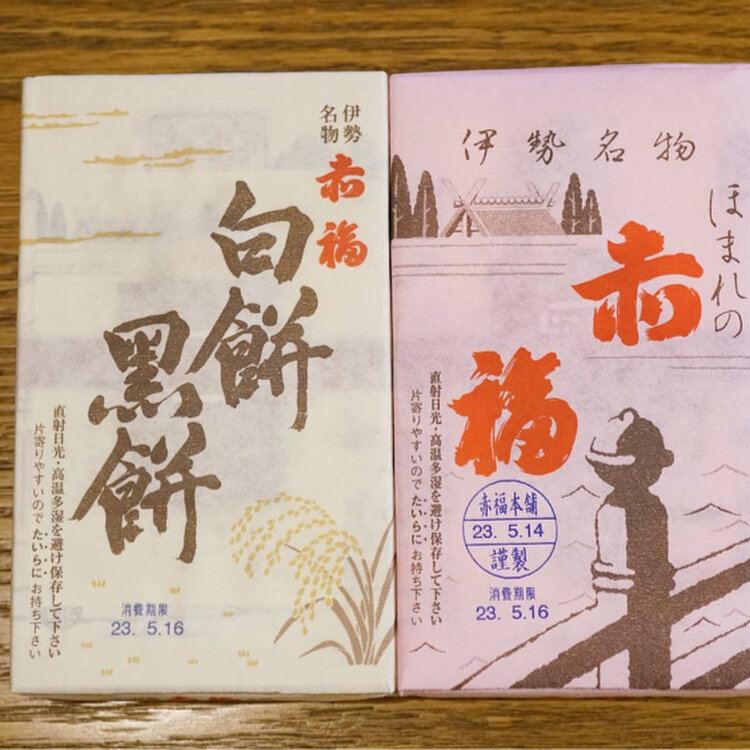 伊勢
名物
赤福
白餅
黒餅
直射日光・高温多湿を避け保存して下さい
片寄りやすいので たいらに お持ち下さい
消費期限
23. 5.16
伊勢名物
ほまれの
赤
福
直射日光・高温多湿を避け保存して下さい
片寄りやすいので たいらに お持ち下さい
赤福本舗
23. 5.14
謹製
消費期限
23. 5.16